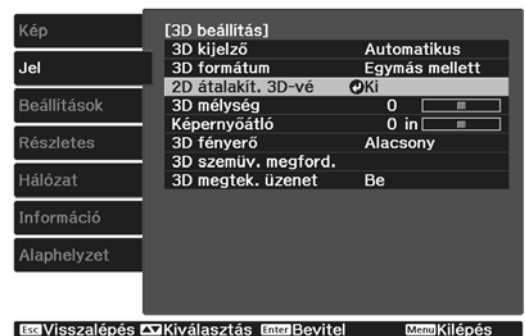 Kép
Jel
Beállítások
Részletes
Hálózat
Információ
Alaphelyzet
[3D beállítás]
3D kijelző Automatikus
3D formátum Egymás mellett
2D átalakít. 3D-vé Ki
3D mélység 0
Képernyőátló 0 in
3D fényerő Alacsony
3D szemüv. megford.
3D megtek. üzenet Be
Esc Visszalépés Kiválasztás Enter Bevitel Menu Kilépés